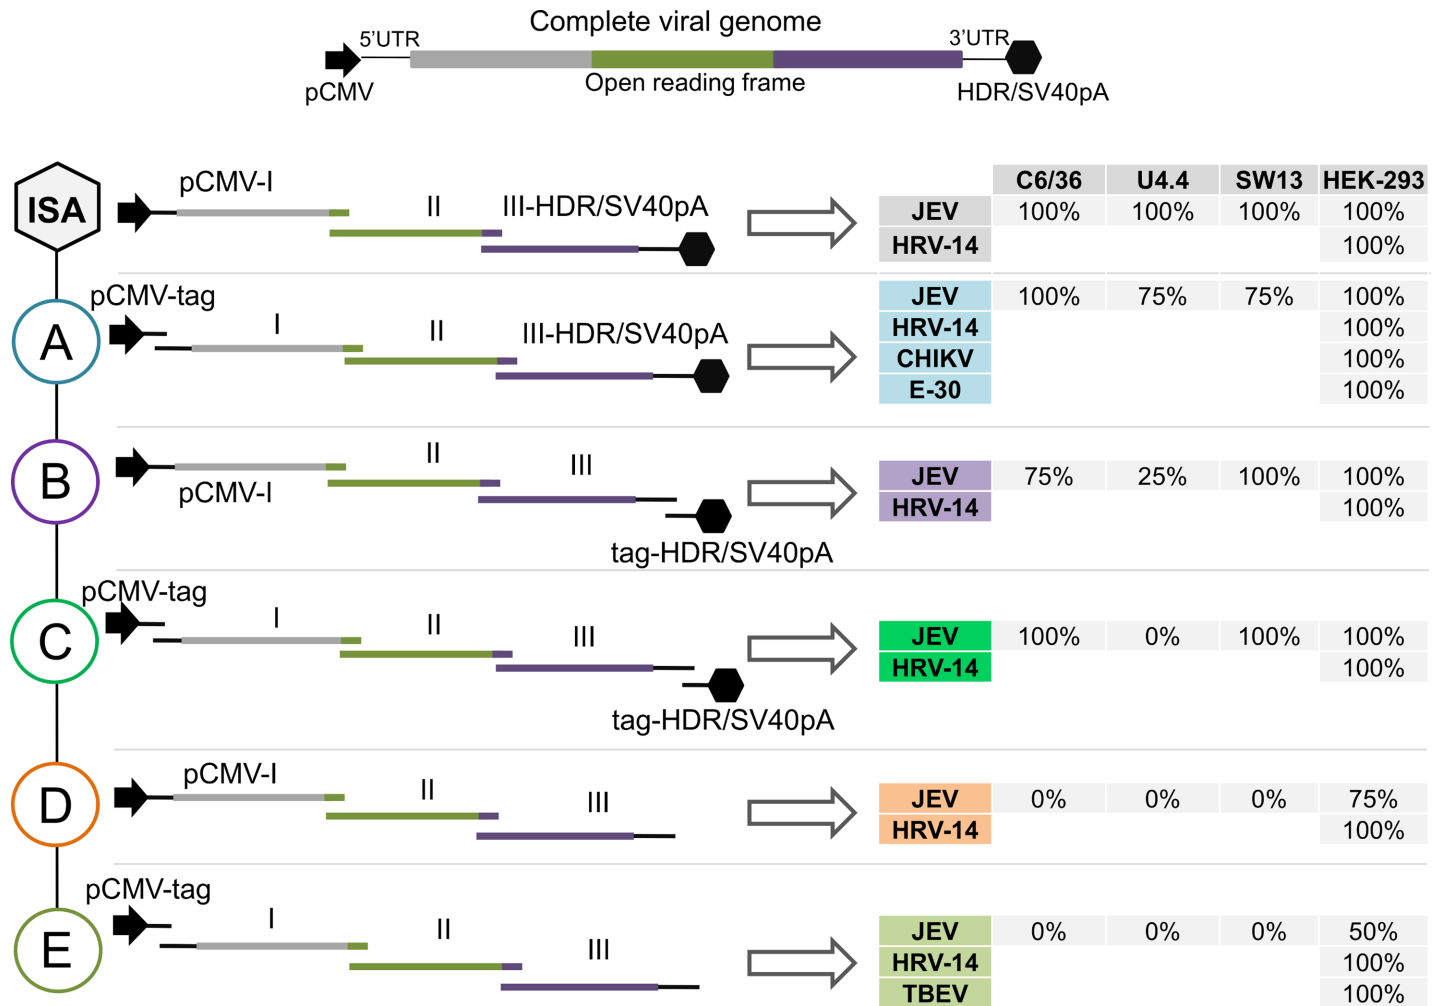 Complete viral genome
5'UTR
3'UTR
pCMV
Open reading frame
HDR/SV40pA
C6/36 U4.4 SW13 HEK-293
ISA
pCMV-I
II
III-HDR/SV40pA
JEV 100% 100% 100% 100%
HRV-14 100%
A
pCMV-tag
I
II
III-HDR/SV40pA
JEV 100% 75% 75% 100%
HRV-14 100%
CHIKV 100%
E-30 100%
B
pCMV-I
II
III
tag-HDR/SV40pA
JEV 75% 25% 100% 100%
HRV-14 100%
C
pCMV-tag
I
II
III
tag-HDR/SV40pA
JEV 100% 0% 100% 100%
HRV-14 100%
D
pCMV-I
II
III
JEV 0% 0% 0% 75%
HRV-14 100%
E
pCMV-tag
I
II
III
JEV 0% 0% 0% 50%
HRV-14 100%
TBEV 100%